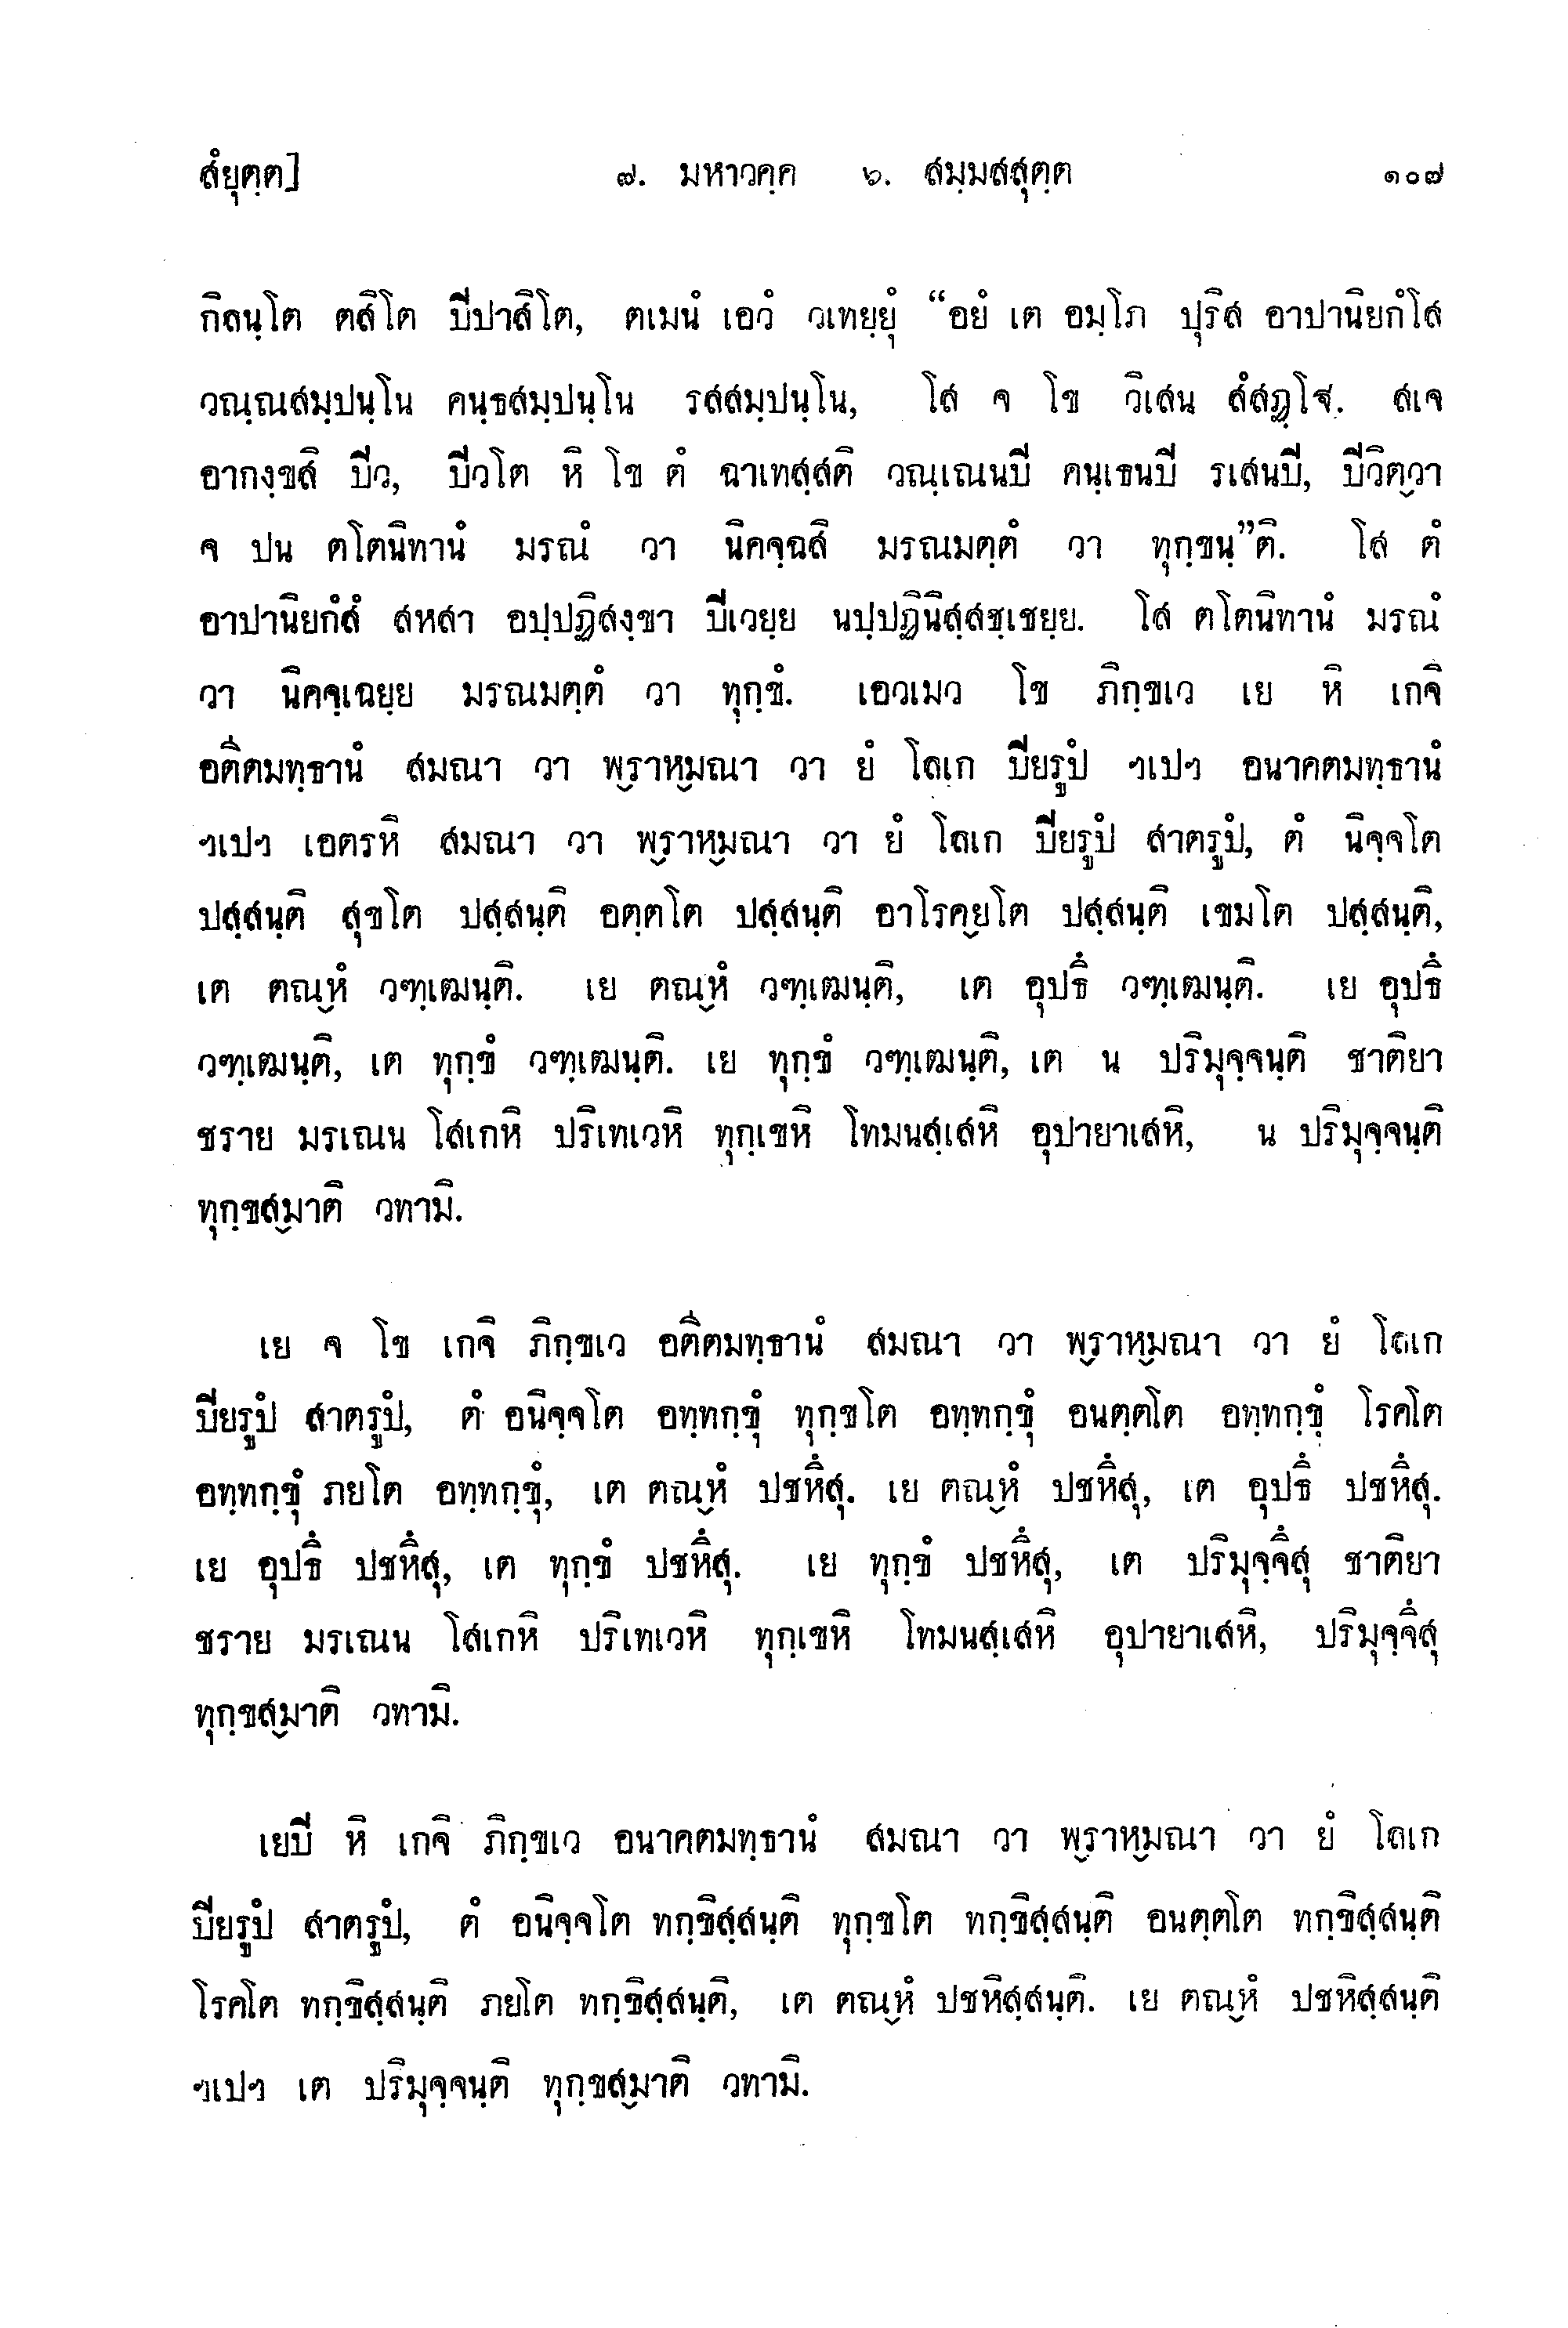 สํยุตฺต]
๗. มหาวคฺค ๖. สมฺมสสุตฺต
๑๐๗
กิลนฺโต ตสิโต ปิปาสิโต, ตเมนํ เอวํ วเทยฺยุํ “อยํ เต อมฺโภ ปุริส อาปานิยกํโส
วณฺณสมฺปนฺโน คนฺธสมฺปนฺโน รสสมฺปนฺโน, โส จ โข วิเสน สํสฏฺโฐ. สเจ
อากงฺขสิ ปิว, ปิวโต หิ โข ตํ ฉาเทสฺสติ วณฺเณนปิ คนฺเธนปิ รเสนปิ, ปิวิต๎วา
จ ปน ตโตนิทานํ มรณํ วา นิคจฺฉสิ มรณมตฺตํ วา ทุกฺขนฺ”ติ. โส ตํ
อาปานิยกํสํ สหสา อปฺปฏิสงฺขา ปิเวยฺย นปฺปฏินิสฺสชฺเชยฺย. โส ตโตนิทานํ มรณํ
วา นิคจฺเฉยฺย มรณมตฺตํ วา ทุกฺขํ. เอวเมว โข ภิกฺขเว เย หิ เกจิ
อตีตมทฺธานํ สมณา วา พ๎ราห๎มณา วา ยํ โลเก ปิยรูปํ ฯเปฯ อนาคตมทฺธานํ
ฯเปฯ เอตรหิ สมณา วา พ๎ราห๎มณา วา ยํ โลเก ปิยรูปํ สาตรูปํ, ตํ นิจฺจโต
ปสฺสนฺติ สุขโต ปสฺสนฺติ อตฺตโต ปสฺสนฺติ อาโรค๎ยโต ปสฺสนฺติ เขมโต ปสฺสนฺติ,
เต ตณ๎หํ วฑฺเฒนฺติ. เย ตณ๎หํ วฑฺเฒนฺติ, เต อุปธึ วฑฺเฒนฺติ. เย อุปธึ
วฑฺเฒนฺติ, เต ทุกฺขํ วฑฺเฒนฺติ. เย ทุกฺขํ วฑฺเฒนฺติ, เต น ปริมุจฺจนฺติ ชาติยา
ชราย มรเณน โสเกหิ ปริเทเวหิ ทุกฺเขหิ โทมนสฺเสหิ อุปายาเสหิ, น ปริมุจฺจนฺติ
ทุกฺขส๎มาติ วทามิ.
เย จ โข เกจิ ภิกฺขเว อตีตมทฺธานํ สมณา วา พ๎ราห๎มณา วา ยํ โลเก
ปิยรูปํ สาตรูปํ, ตํ อนิจฺจโต อทฺทกฺขุํ ทุกฺขโต อทฺทกฺขุํ อนตฺตโต อทฺทกฺขุํ โรคโต
อทฺทกฺขุํ ภยโต อทฺทกฺขุํ, เต ตณ๎หํ ปชหึสุ. เย ตณ๎หํ ปชหึสุ, เต อุปธึ ปชหึสุ.
เย อุปธึ ปชหึสุ, เต ทุกฺขํ ปชหึสุ. เย ทุกฺขํ ปชหึสุ, เต ปริมุจฺจึสุ ชาติยา
ชราย มรเณน โสเกหิ ปริเทเวหิ ทุกฺเขหิ โทมนสฺเสหิ อุปายาเสหิ, ปริมุจฺจึสุ
ทุกฺขส๎มาติ วทามิ.
เยปิ หิ เกจิ ภิกฺขเว อนาคตมทฺธานํ สมณา วา พ๎ราห๎มณา วา ยํ โลเก
ปิยรูปํ สาตรูปํ, ตํ อนิจฺจโต ทกฺขิสฺสนฺติ ทุกฺขโต ทกฺขิสฺสนฺติ อนตฺตโต ทกฺขิสฺสนฺติ
โรคโต ทกฺขิสฺสนฺติ ภยโต ทกฺขิสฺสนฺติ, เต ตณ๎หํ ปชหิสฺสนฺติ. เย ตณ๎หํ ปชหิสฺสนฺติ
ฯเปฯ เต ปริมุจฺจนฺติ ทุกฺขส๎มาติ วทามิ.